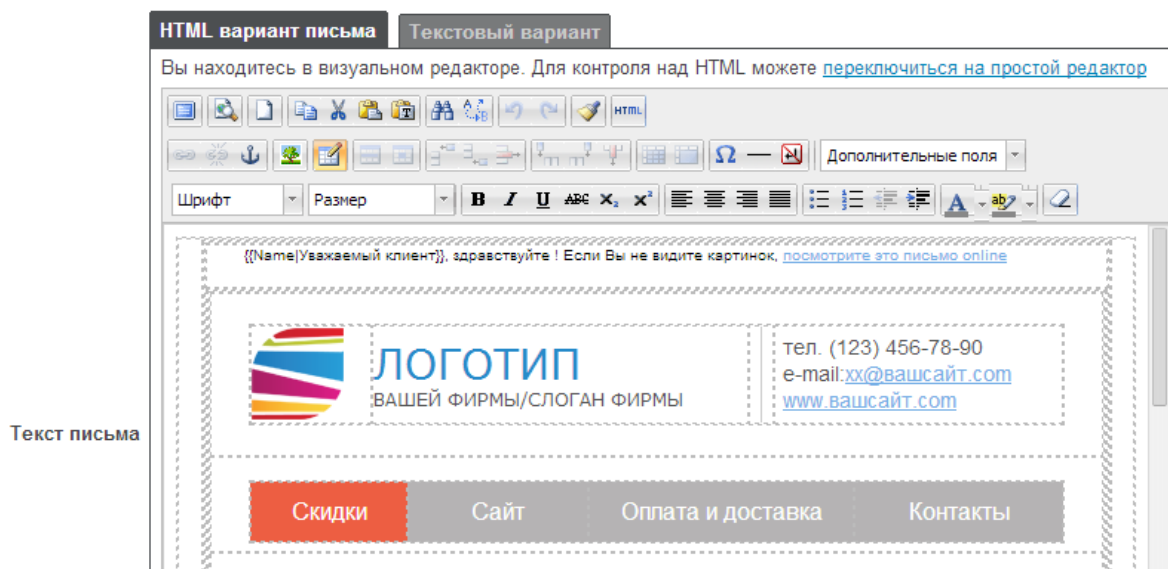 HTML вариант письма
Текстовый вариант
Вы находитесь в визуальном редакторе. Для контроля над HTML можете переключиться на простой редактор
HTML
Дополнительные поля
Шрифт
Размер
B I U ABC X₂ X²
{{Name|Уважаемый клиент}}, здравствуйте ! Если Вы не видите картинок, посмотрите это письмо online
ЛОГОТИП
ВАШЕЙ ФИРМЫ/СЛОГАН ФИРМЫ
тел. (123) 456-78-90
e-mail:xx@вашсайт.com
www.вашсайт.com
Текст письма
Скидки
Сайт
Оплата и доставка
Контакты